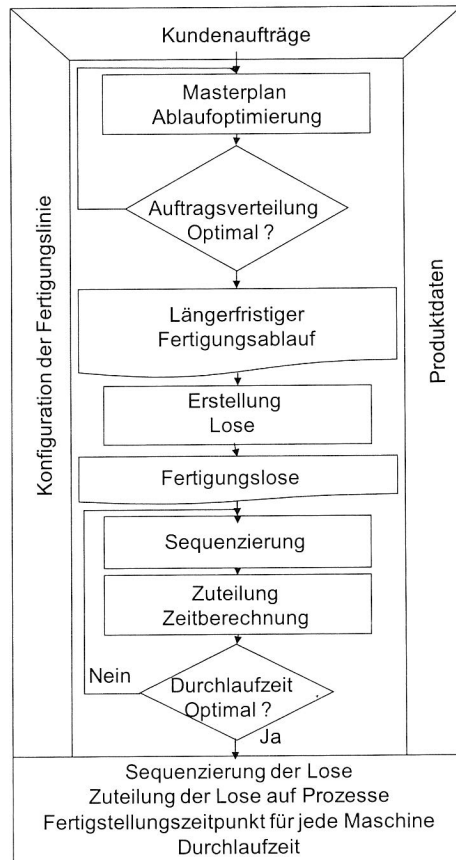 Kundenaufträge
Masterplan
Ablaufoptimierung
Auftragsverteilung
Optimal ?
Längerfristiger
Fertigungsablauf
Erstellung
Lose
Fertigungslose
Sequenzierung
Zuteilung
Zeitberechnung
Nein
Durchlaufzeit
Optimal ?
Ja
Konfiguration der Fertigungslinie
Produktdaten
Sequenzierung der Lose
Zuteilung der Lose auf Prozesse
Fertigstellungszeitpunkt für jede Maschine
Durchlaufzeit